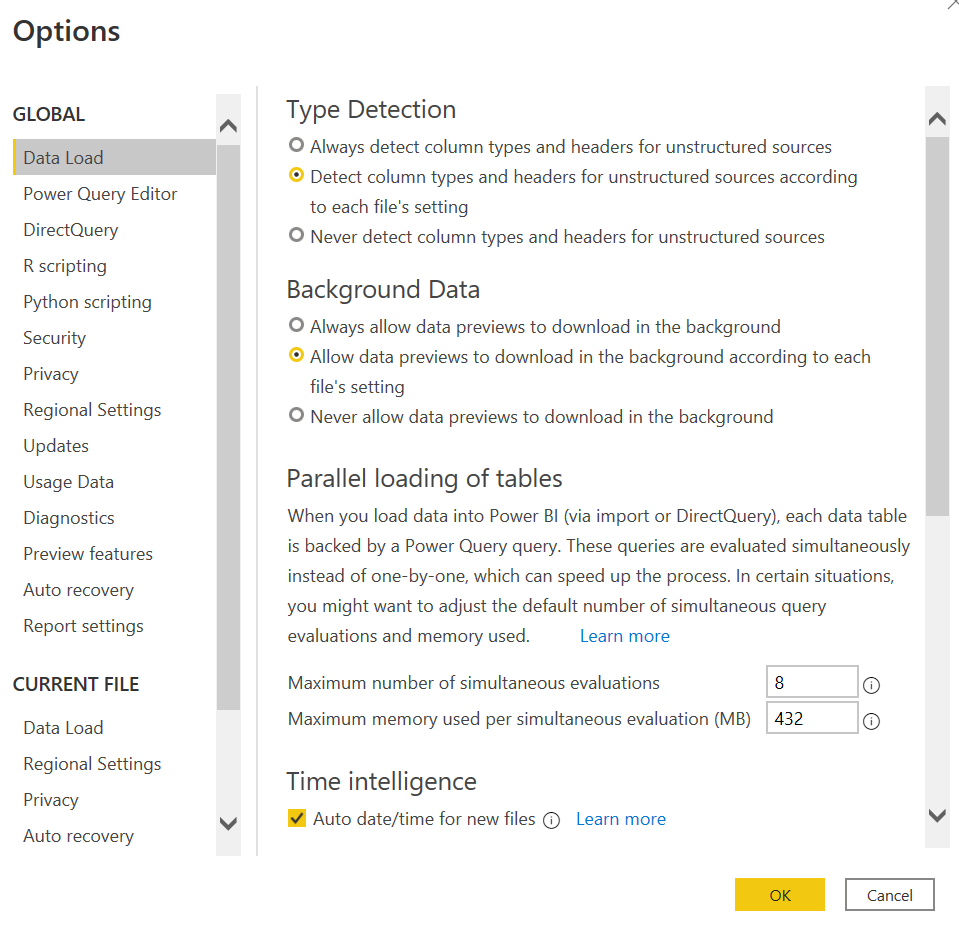 Options
GLOBAL
Data Load
Power Query Editor
DirectQuery
R scripting
Python scripting
Security
Privacy
Regional Settings
Updates
Usage Data
Diagnostics
Preview features
Auto recovery
Report settings
CURRENT FILE
Data Load
Regional Settings
Privacy
Auto recovery
Type Detection
Always detect column types and headers for unstructured sources
Detect column types and headers for unstructured sources according
to each file's setting
Never detect column types and headers for unstructured sources
Background Data
Always allow data previews to download in the background
Allow data previews to download in the background according to each
file's setting
Never allow data previews to download in the background
Parallel loading of tables
When you load data into Power BI (via import or DirectQuery), each data table
is backed by a Power Query query. These queries are evaluated simultaneously
instead of one-by-one, which can speed up the process. In certain situations,
you might want to adjust the default number of simultaneous query
evaluations and memory used. Learn more
Maximum number of simultaneous evaluations 8
Maximum memory used per simultaneous evaluation (MB) 432
Time intelligence
Auto date/time for new files Learn more
OK Cancel